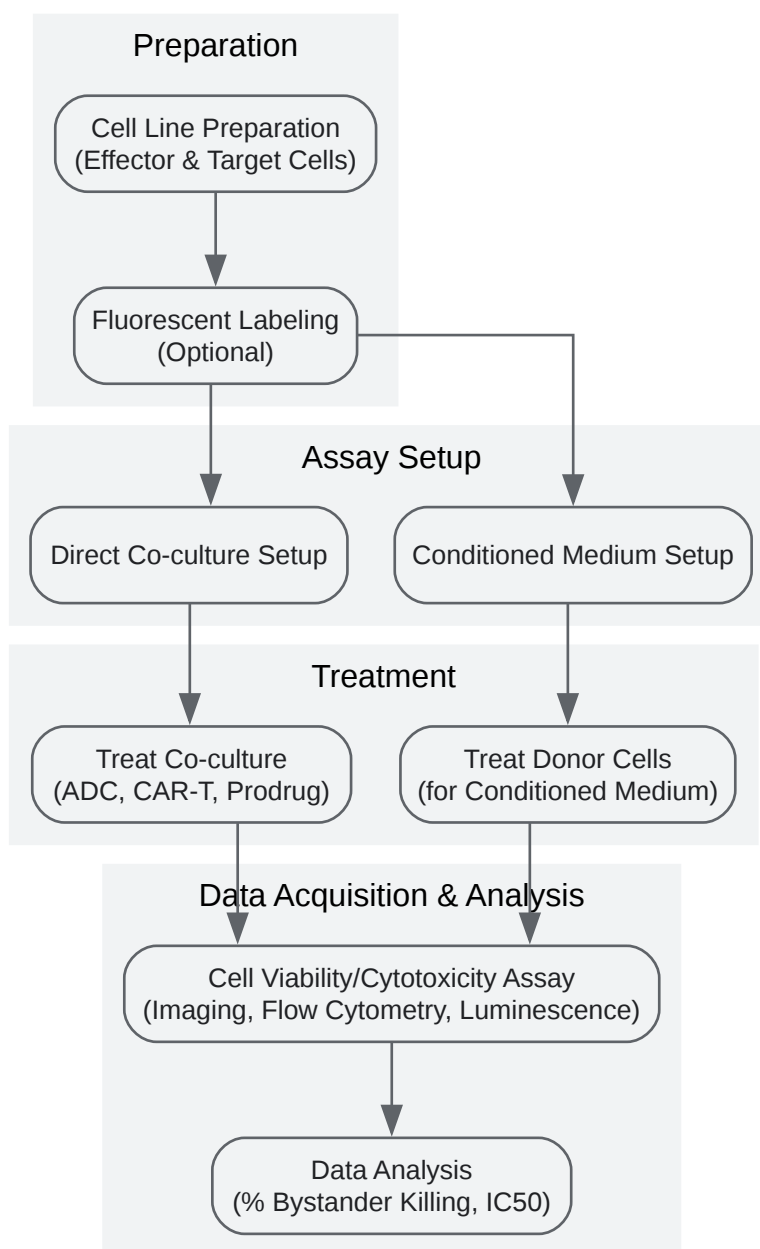 Preparation
Cell Line Preparation
(Effector & Target Cells)
Fluorescent Labeling
(Optional)
Assay Setup
Direct Co-culture Setup
Conditioned Medium Setup
Treatment
Treat Co-culture
(ADC, CAR-T, Prodrug)
Treat Donor Cells
(for Conditioned Medium)
Data Acquisition & Analysis
Cell Viability/Cytotoxicity Assay
(Imaging, Flow Cytometry, Luminescence)
Data Analysis
(% Bystander Killing, IC50)